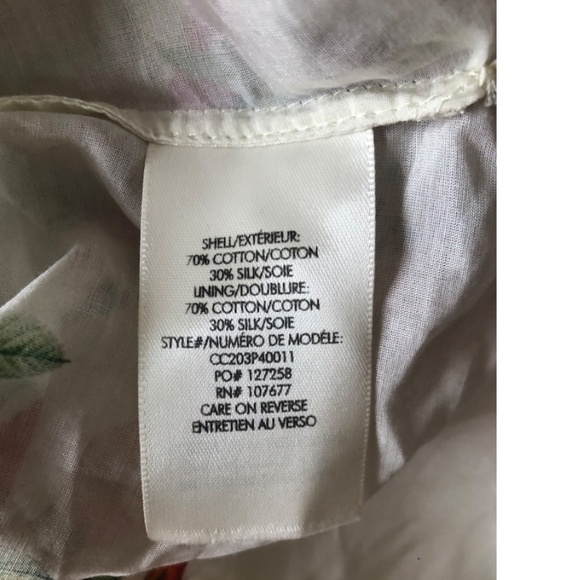 SHELL/EXTÉRIEUR:
70% COTTON/COTON
30% SILK/SOIE
LINING/DOUBLURE:
70% COTTON/COTON
30% SILK/SOIE
STYLE#/NUMÉRO DE MODÈLE:
CC203P40011
PO# 127258
RN# 107677
CARE ON REVERSE
ENTRETIEN AU VERSO